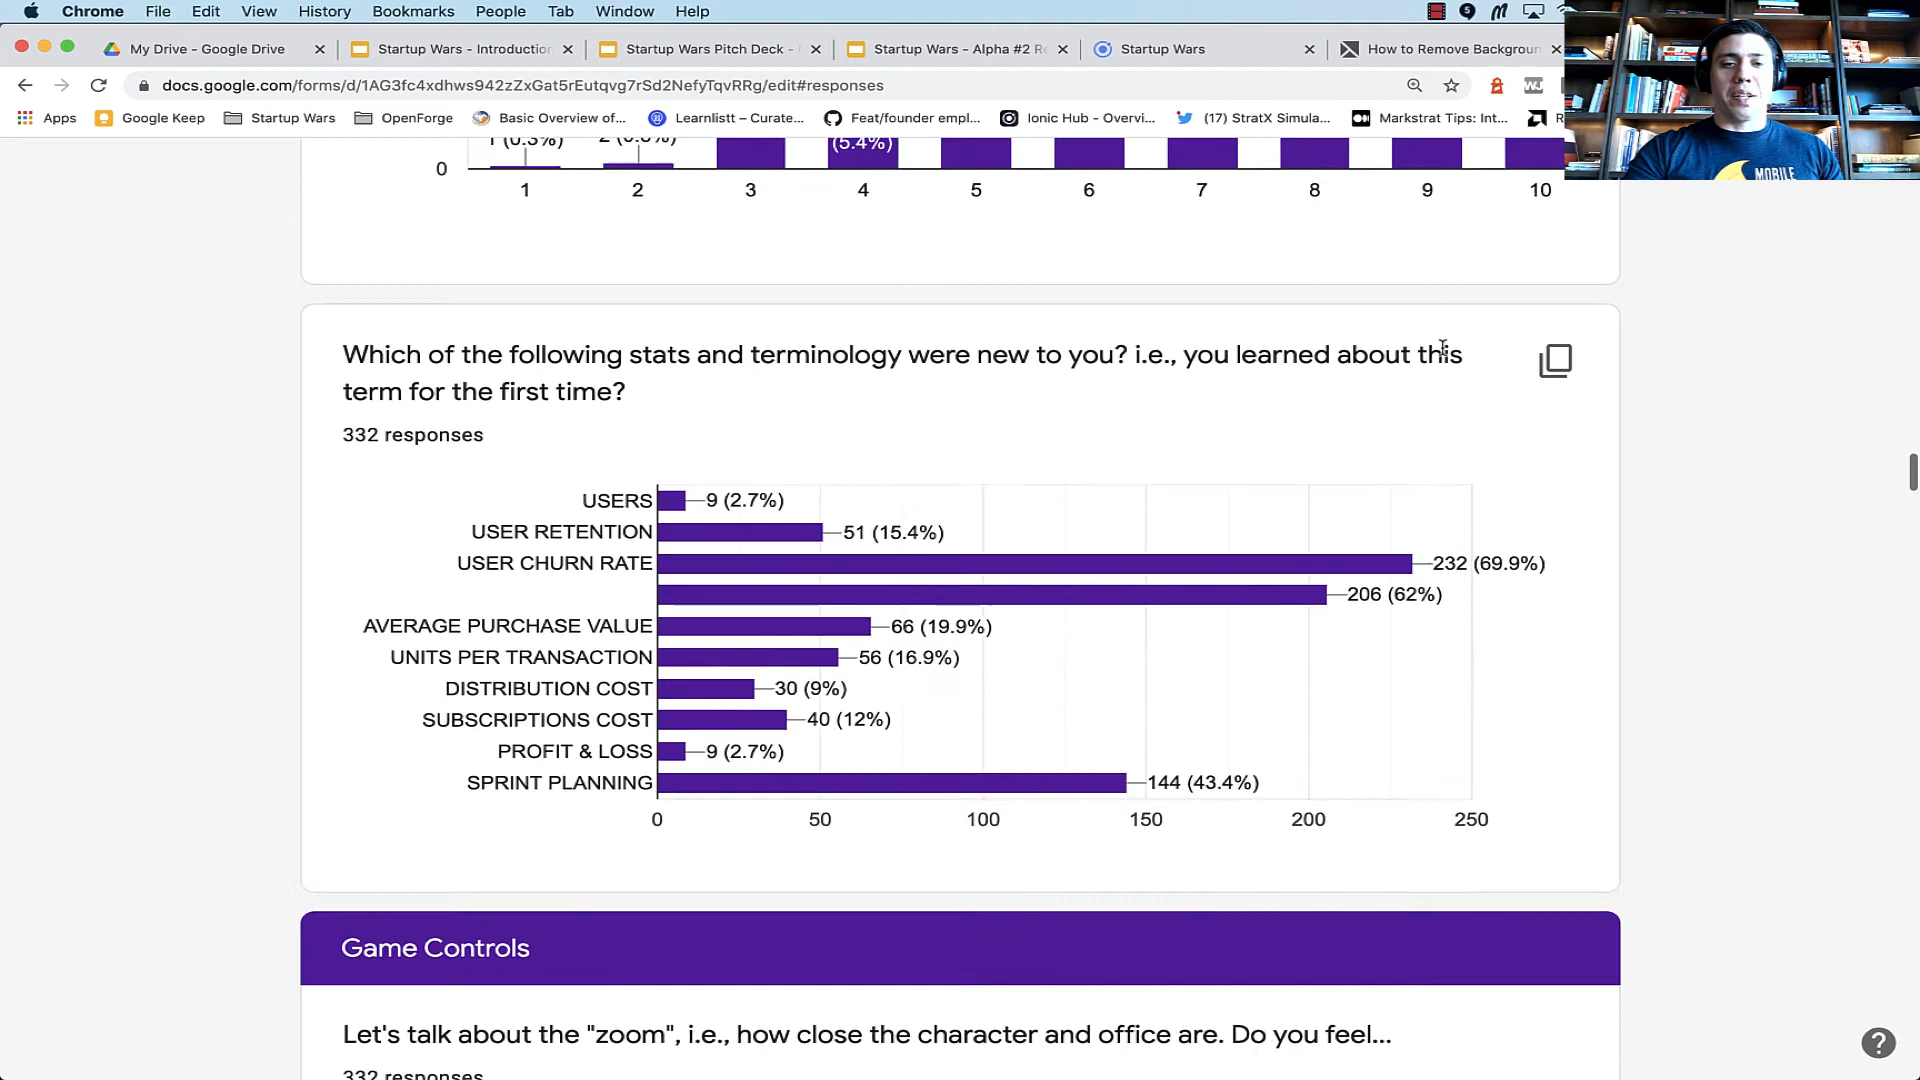 Chrome File Edit View History Bookmarks People Tab Window Help
My Drive - Google Drive
Startup Wars - Introduction
Startup Wars Pitch Deck -
Startup Wars - Alpha #2 Re
Startup Wars
How to Remove Backgroun
docs.google.com/forms/d/1AG3fc4xdhws942zZxGat5rEutqvg7rSd2NefyTqvRRg/edit#responses
Apps
Google Keep
Startup Wars
OpenForge
Basic Overview of...
Learnlistt – Curate...
Feat/founder empl...
Ionic Hub - Overvi...
(17) StratX Simula...
Markstrat Tips: Int...
MOBILE
(5.4%)
0
1 2 3 4 5 6 7 8 9 10
Which of the following stats and terminology were new to you? i.e., you learned about this
term for the first time?
332 responses
USERS 9 (2.7%)
USER RETENTION 51 (15.4%)
USER CHURN RATE 232 (69.9%)
206 (62%)
AVERAGE PURCHASE VALUE 66 (19.9%)
UNITS PER TRANSACTION 56 (16.9%)
DISTRIBUTION COST 30 (9%)
SUBSCRIPTIONS COST 40 (12%)
PROFIT & LOSS 9 (2.7%)
SPRINT PLANNING 144 (43.4%)
0 50 100 150 200 250
Game Controls
Let's talk about the "zoom", i.e., how close the character and office are. Do you feel...
332 responses